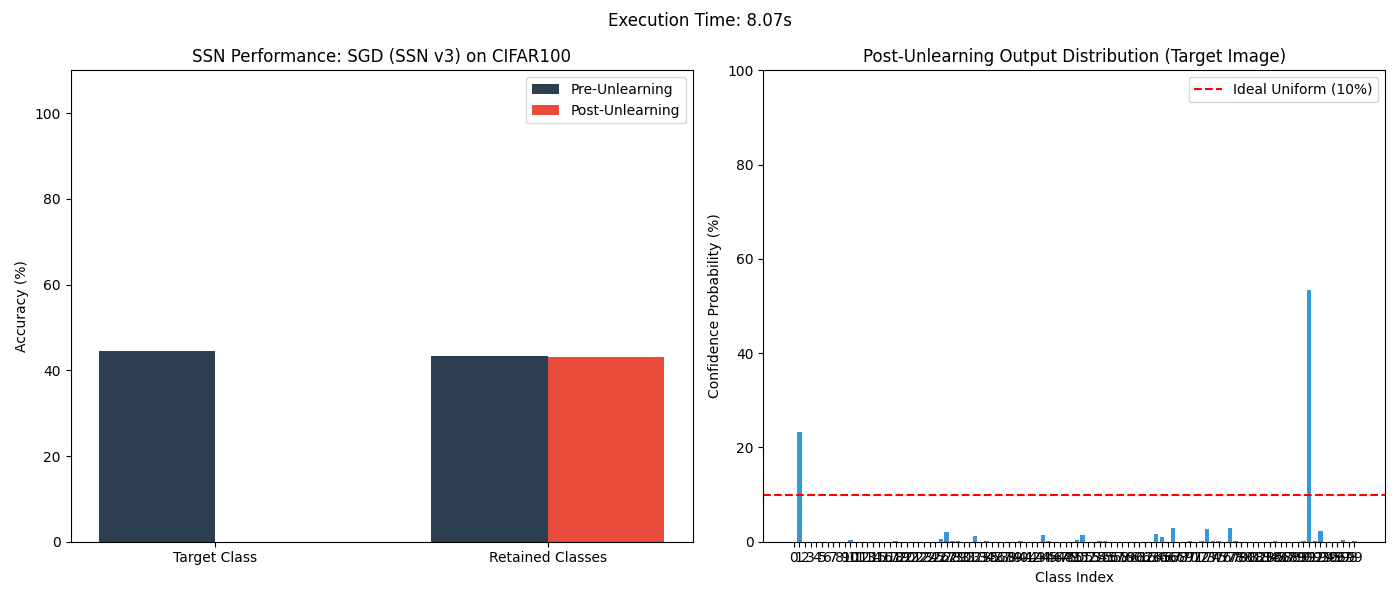 Execution Time: 8.07s
SSN Performance: SGD (SSN v3) on CIFAR100
Pre-Unlearning
Post-Unlearning
Accuracy (%)
100
80
60
40
20
0
Target Class
Retained Classes
Post-Unlearning Output Distribution (Target Image)
Ideal Uniform (10%)
Confidence Probability (%)
100
80
60
40
20
0
Class Index